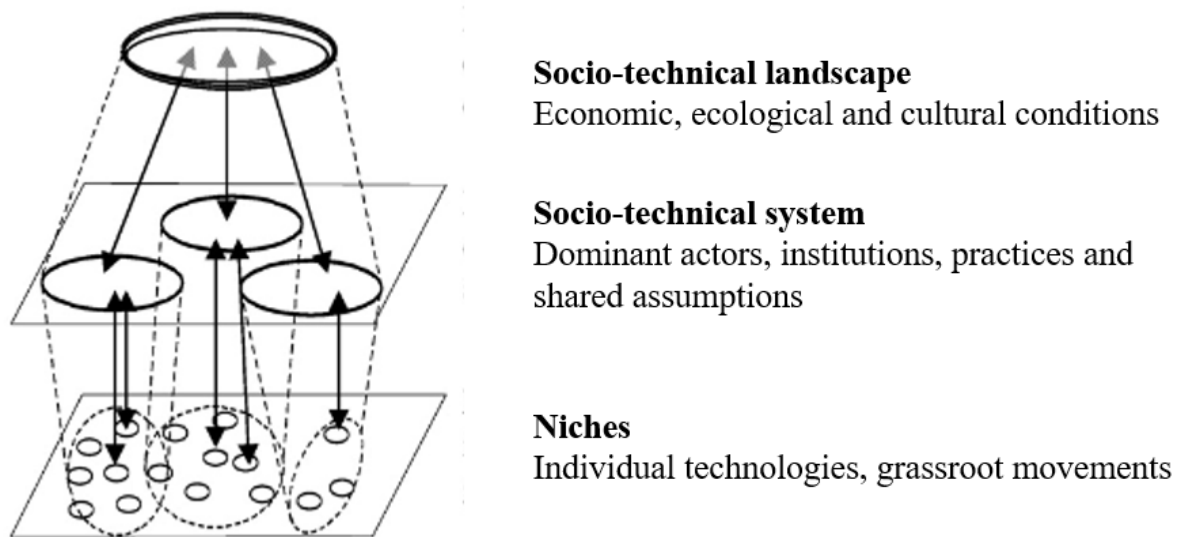 Socio-technical landscape
Economic, ecological and cultural conditions
Socio-technical system
Dominant actors, institutions, practices and
shared assumptions
Niches
Individual technologies, grassroot movements